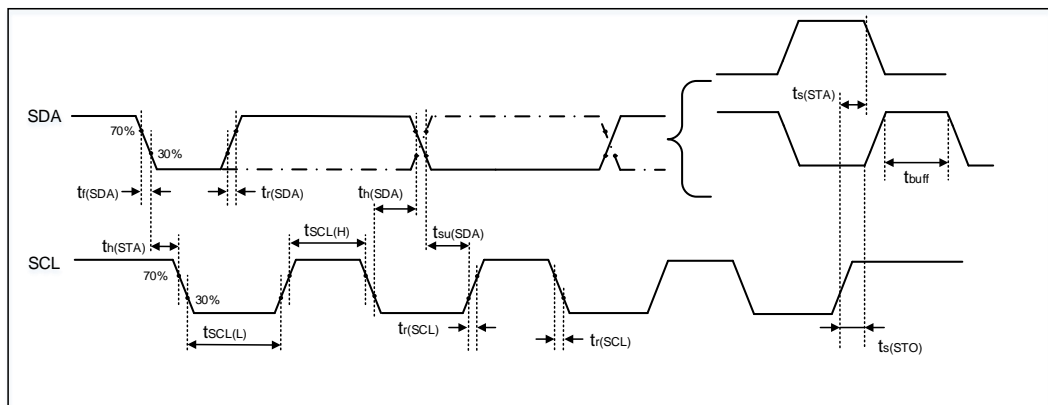 ts(STA)
SDA
70%
30%
tf(SDA)
tr(SDA)
th(SDA)
tbuff
th(STA)
tSCL(H)
tsu(SDA)
SCL
70%
30%
tSCL(L)
tr(SCL)
tr(SCL)
ts(STO)